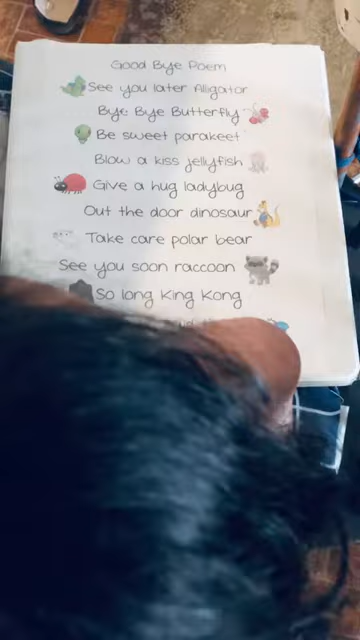 Good Bye Poem
See you later Alligator
Bye Bye Butterfly
Be sweet parakeet
Blow a kiss jellyfish
Give a hug ladybug
Out the door dinosaur
Take care polar bear
See you soon raccoon
So long King Kong